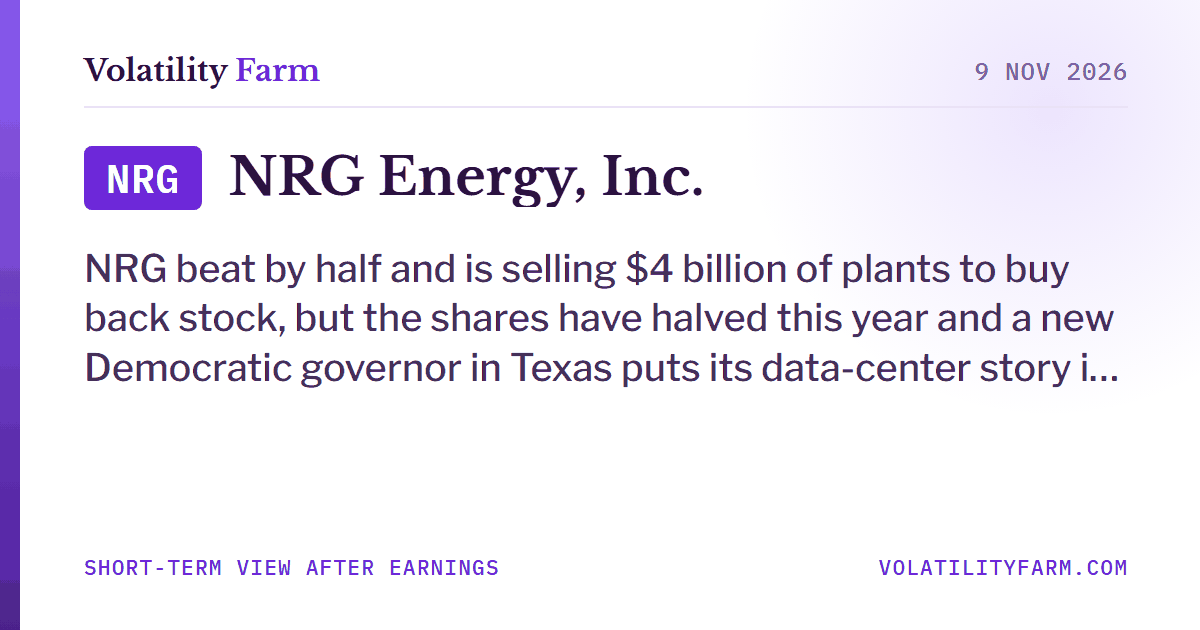 Volatility Farm
9 NOV 2026
NRG
NRG Energy, Inc.
NRG beat by half and is selling $4 billion of plants to buy
back stock, but the shares have halved this year and a new
Democratic governor in Texas puts its data-center story i...
SHORT-TERM VIEW AFTER EARNINGS
VOLATILITYFARM.COM